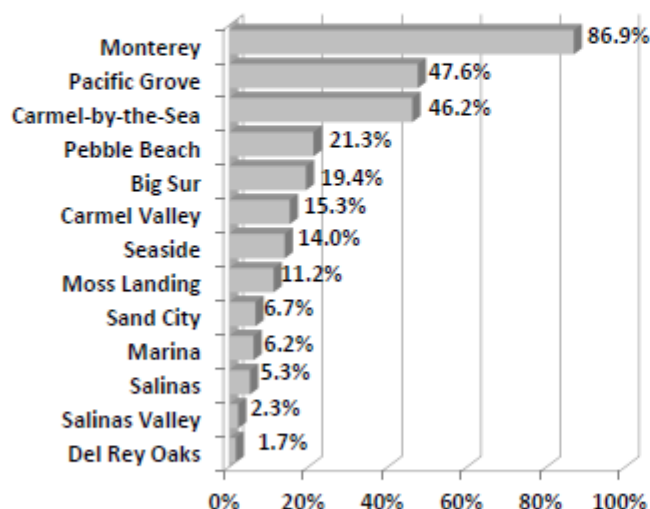 Monterey 86.9%
Pacific Grove 47.6%
Carmel-by-the-Sea 46.2%
Pebble Beach 21.3%
Big Sur 19.4%
Carmel Valley 15.3%
Seaside 14.0%
Moss Landing 11.2%
Sand City 6.7%
Marina 6.2%
Salinas 5.3%
Salinas Valley 2.3%
Del Rey Oaks 1.7%
0% 20% 40% 60% 80% 100%